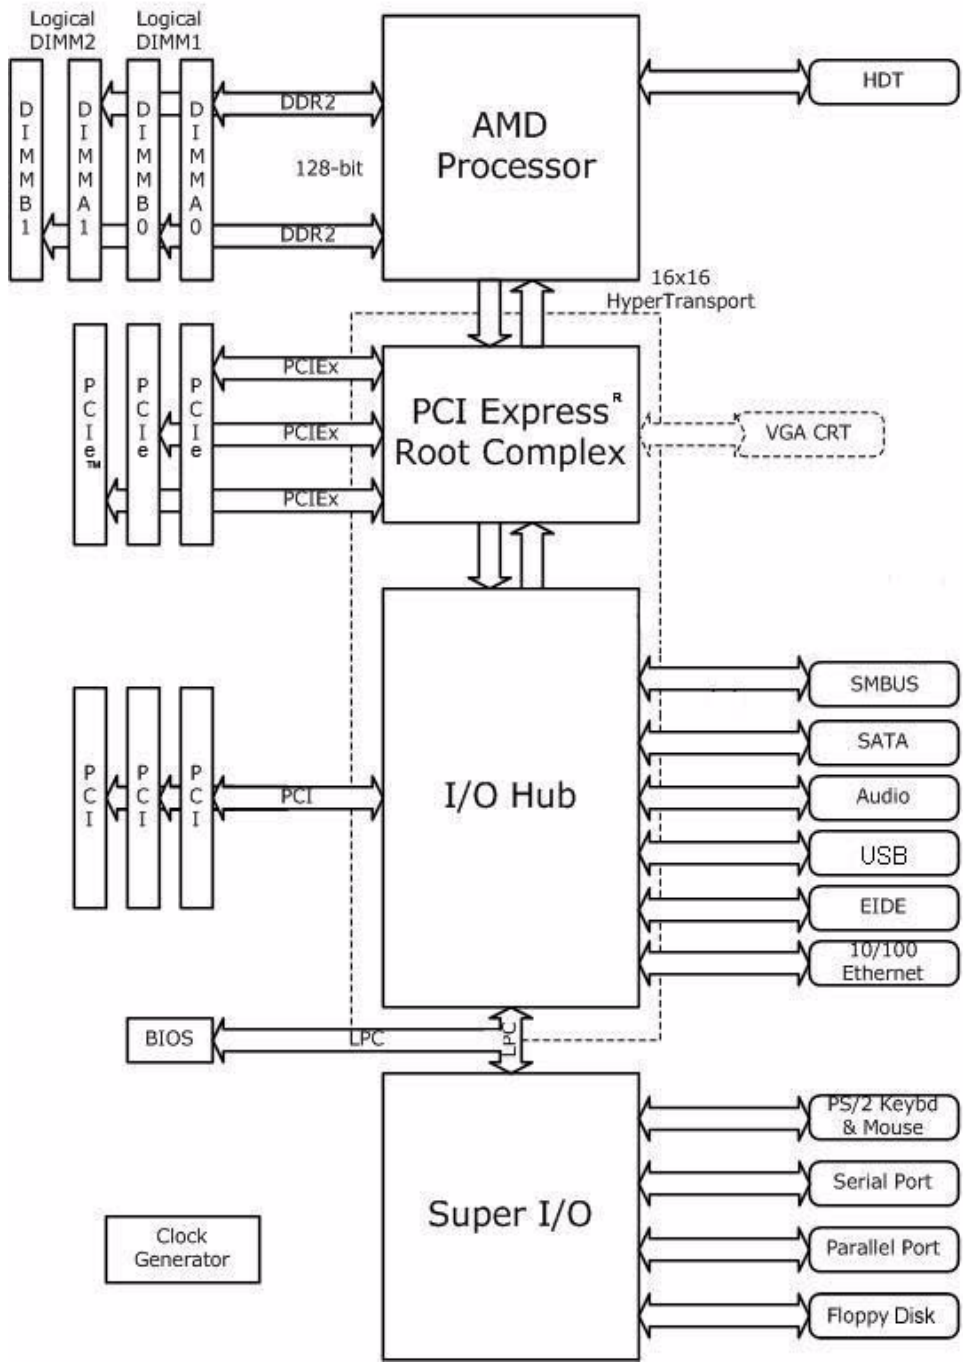 Logical
DIMM2
Logical
DIMM1
DIMMB1
DIMMA1
DIMMB0
DIMMA0
DDR2
128-bit
DDR2
AMD
Processor
HDT
16x16
HyperTransport
PCIe™
PCIe
PCIe
PCIEx
PCIEx
PCIEx
PCI Express R
Root Complex
VGA CRT
PCI
PCI
PCI
PCI
I/O Hub
SMBUS
SATA
Audio
USB
EIDE
10/100
Ethernet
BIOS
LPC
LPC
Super I/O
PS/2 Keybd
& Mouse
Serial Port
Parallel Port
Floppy Disk
Clock
Generator